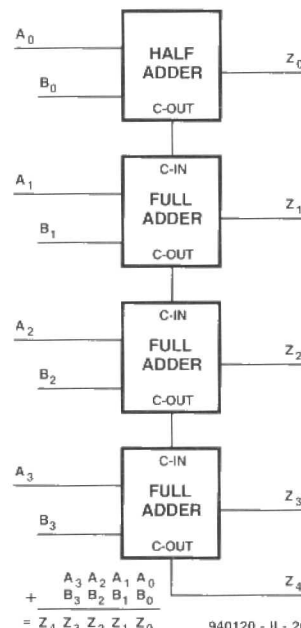 A0
HALF
ADDER
Z0
B0
C-OUT
C-IN
A1
FULL
ADDER
Z1
B1
C-OUT
C-IN
A2
FULL
ADDER
Z2
B2
C-OUT
C-IN
A3
FULL
ADDER
Z3
B3
C-OUT
A3 A2 A1 A0
+ B3 B2 B1 B0
Z4
= Z4 Z3 Z2 Z1 Z0
940120 - II - 20